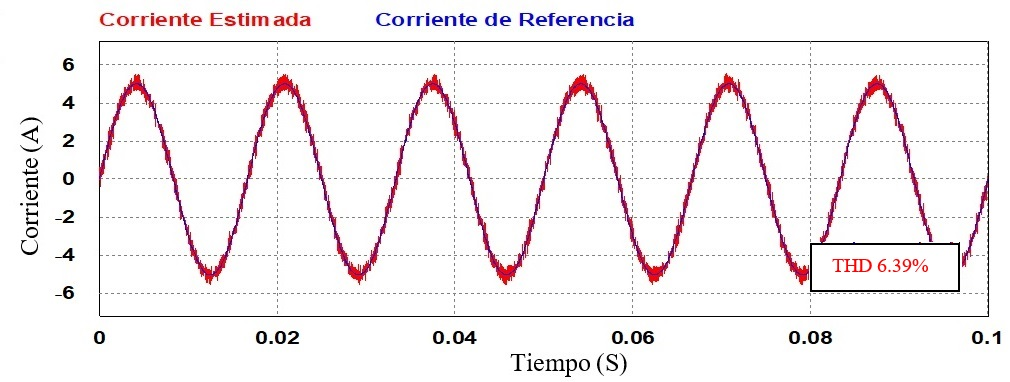 Corriente Estimada Corriente de Referencia
6
4
2
0
-2
-4
-6
Corriente (A)
THD 6.39%
0 0.02 0.04 0.06 0.08 0.1
Tiempo (S)